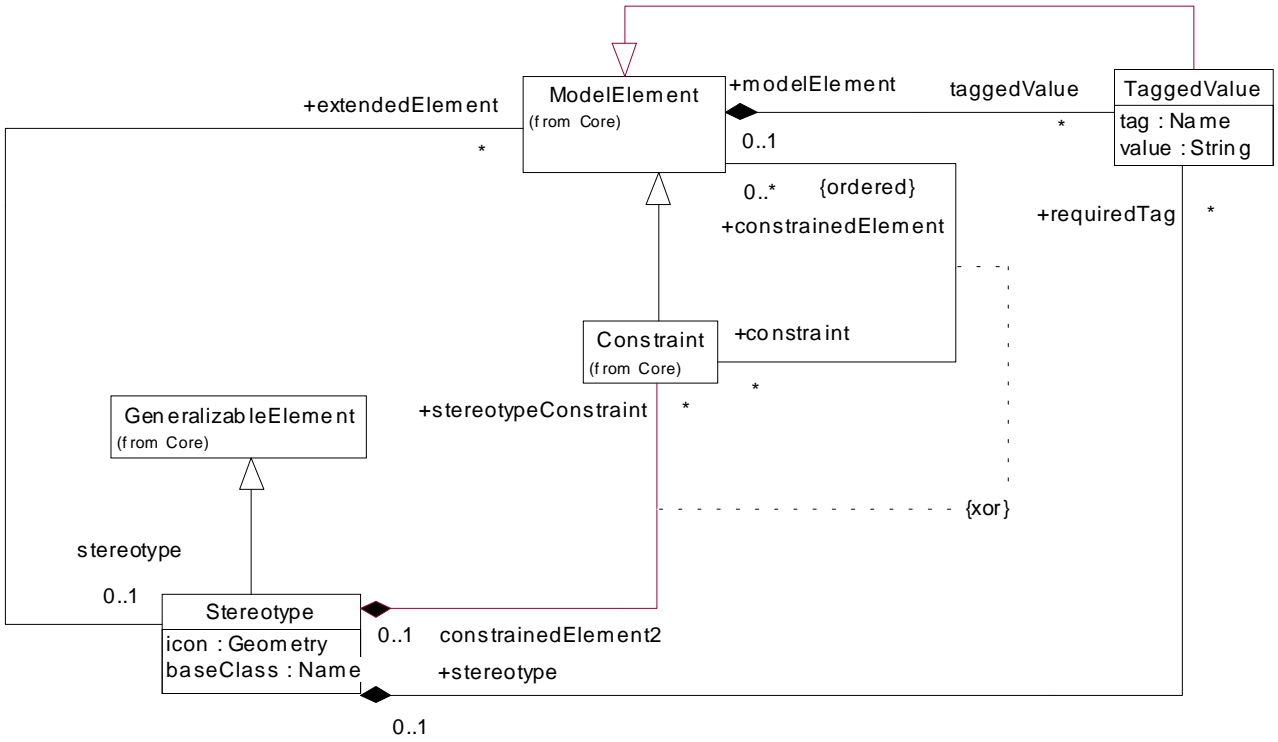 ModelElement
(from Core)
+modelElement
taggedValue
TaggedValue
tag : Name
value : String
+extendedElement
*
0..1
*
0..*
{ordered}
+constrainedElement
+requiredTag
*
Constraint
(from Core)
+constraint
*
+stereotypeConstraint
*
GeneralizableElement
(from Core)
{xor}
stereotype
0..1
Stereotype
icon : Geometry
baseClass : Name
0..1
constrainedElement2
+stereotype
0..1